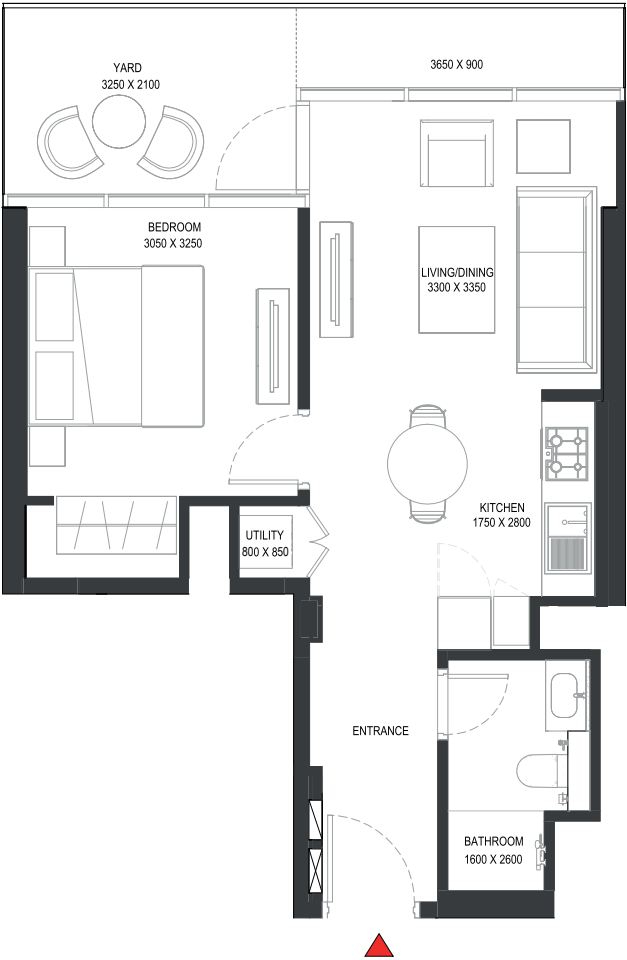 YARD
3250 X 2100
3650 X 900
BEDROOM
3050 X 3250
LIVING/DINING
3300 X 3350
KITCHEN
1750 X 2800
UTILITY
800 X 850
ENTRANCE
BATHROOM
1600 X 2600